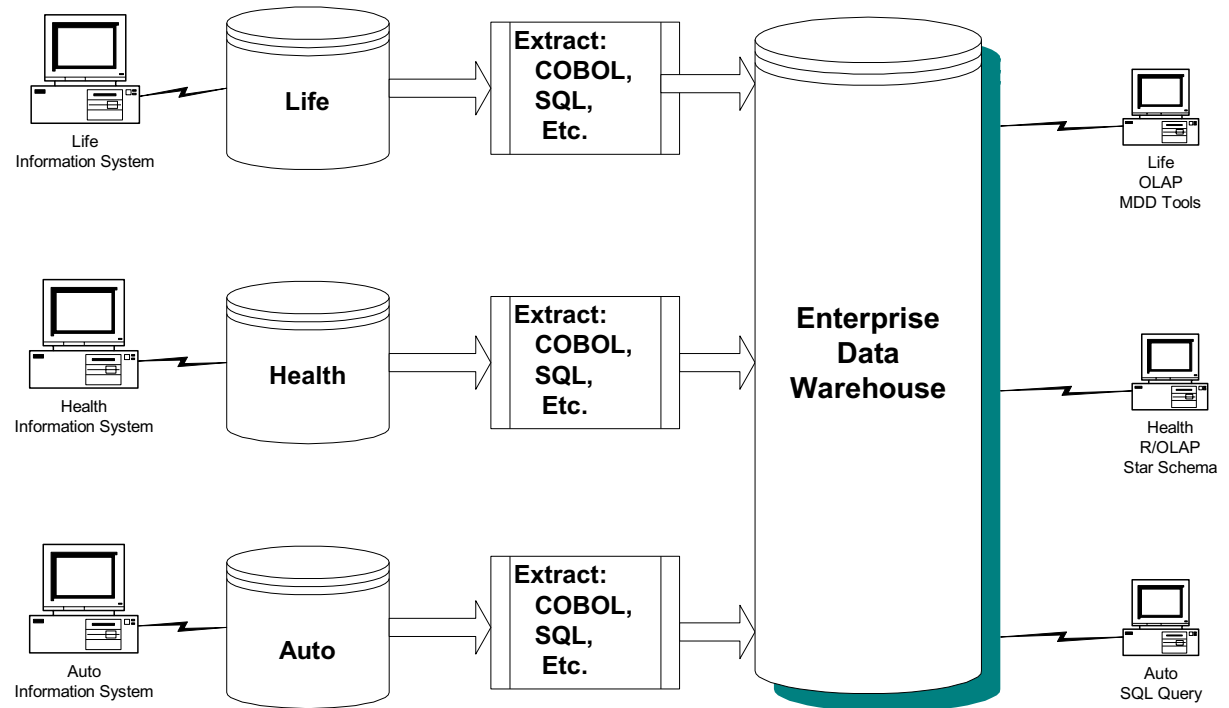 Life
Information System
Life
Extract:
COBOL,
SQL,
Etc.
Life
OLAP
MDD Tools
Health
Information System
Health
Extract:
COBOL,
SQL,
Etc.
Enterprise
Data
Warehouse
Health
R/OLAP
Star Schema
Auto
Information System
Auto
Extract:
COBOL,
SQL,
Etc.
Auto
SQL Query